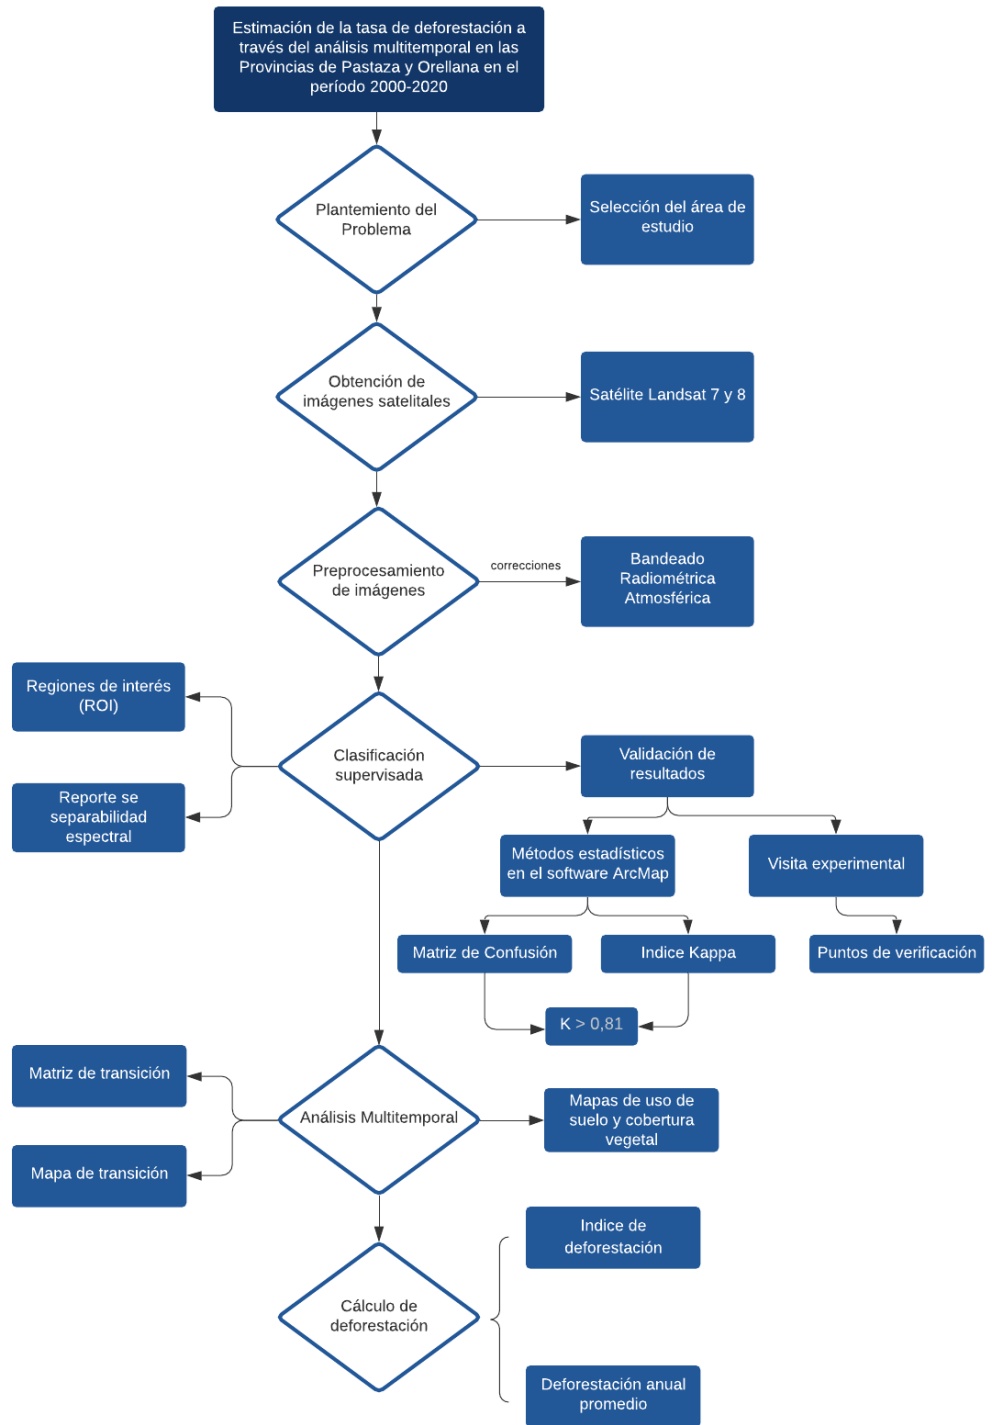 Estimación de la tasa de deforestación a
través del análisis multitemporal en las
Provincias de Pastaza y Orellana en el
período 2000-2020
Plantemiento del
Problema
Selección del área de
estudio
Obtención de
imágenes satelitales
Satélite Landsat 7 y 8
Preprocesamiento
de imágenes
correcciones
Bandeado
Radiométrica
Atmosférica
Regiones de interés
(ROI)
Reporte se
separabilidad
espectral
Clasificación
supervisada
Validación de
resultados
Métodos estadísticos
en el software ArcMap
Visita experimental
Matriz de Confusión
Indice Kappa
Puntos de verificación
K > 0,81
Matriz de transición
Mapa de transición
Análisis Multitemporal
Mapas de uso de
suelo y cobertura
vegetal
Cálculo de
deforestación
Indice de
deforestación
Deforestación anual
promedio